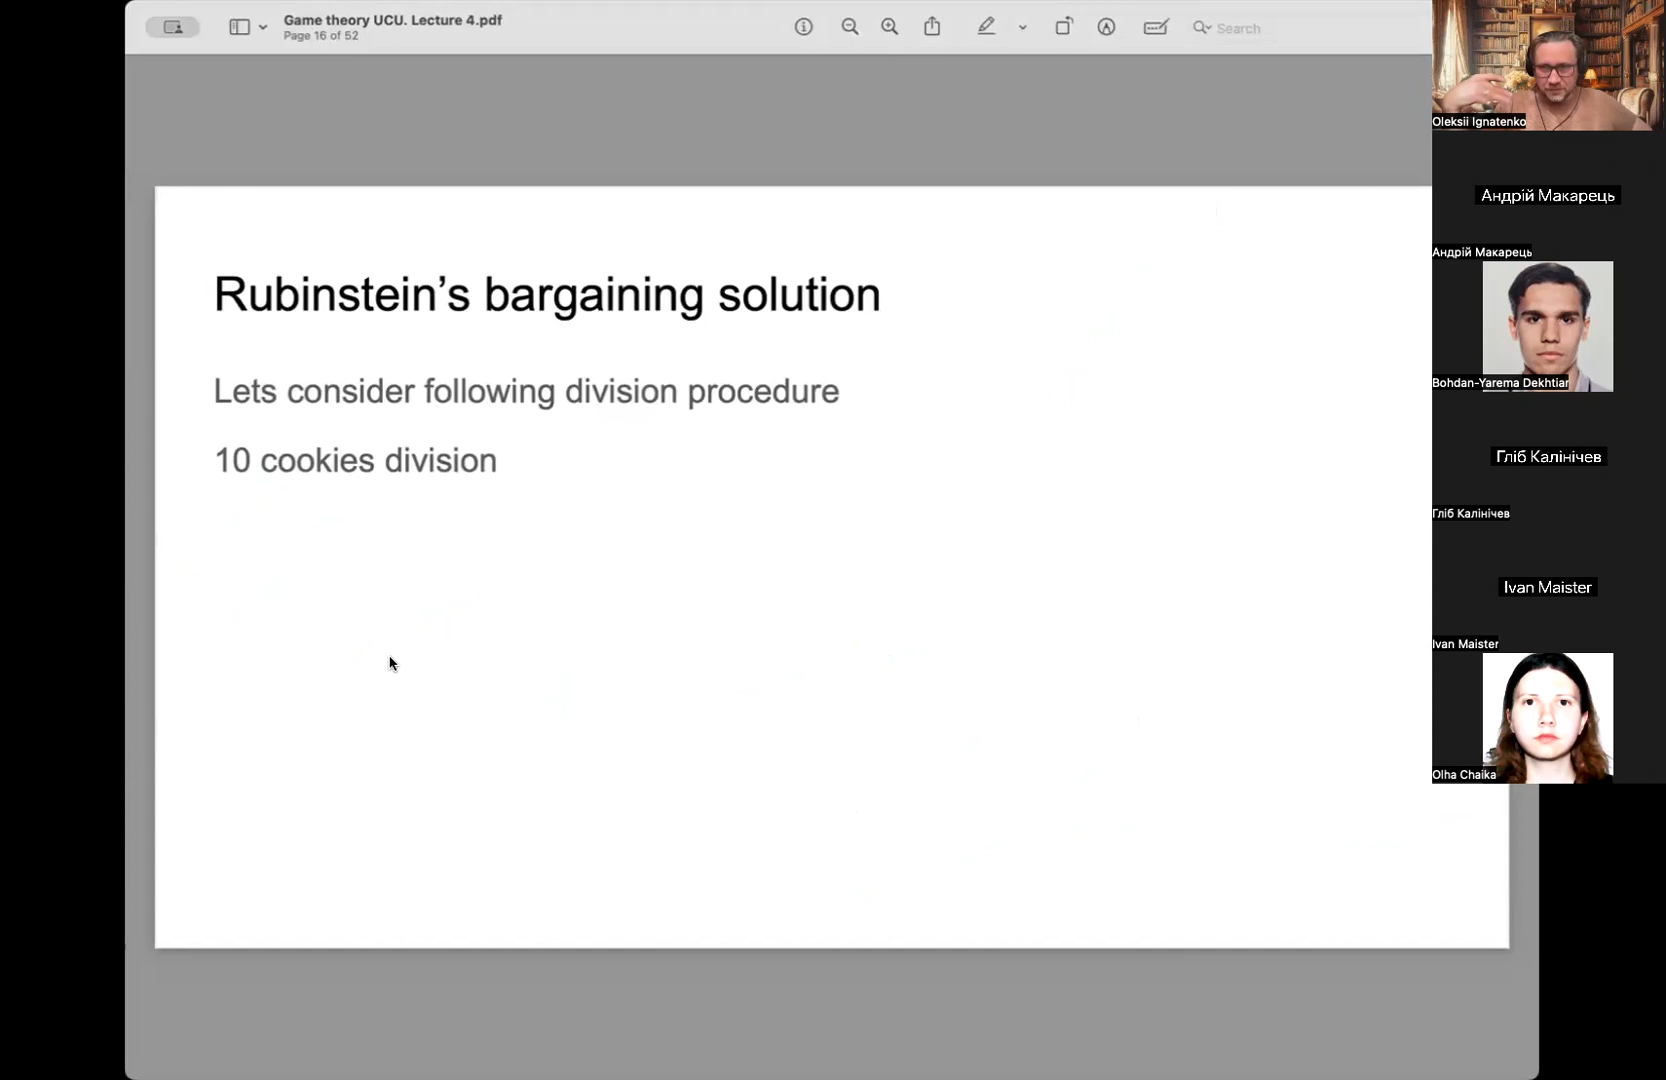 Game theory UCU. Lecture 4.pdf
Page 16 of 52
Search
Rubinstein's bargaining solution
Lets consider following division procedure
10 cookies division
Oleksii Ignatenko
Андрій Макарець
Андрій Макарець
Bohdan-Yarema Dekhtiar
Гліб Калінічев
Гліб Калінічев
Ivan Maister
Ivan Maister
Olha Chaika